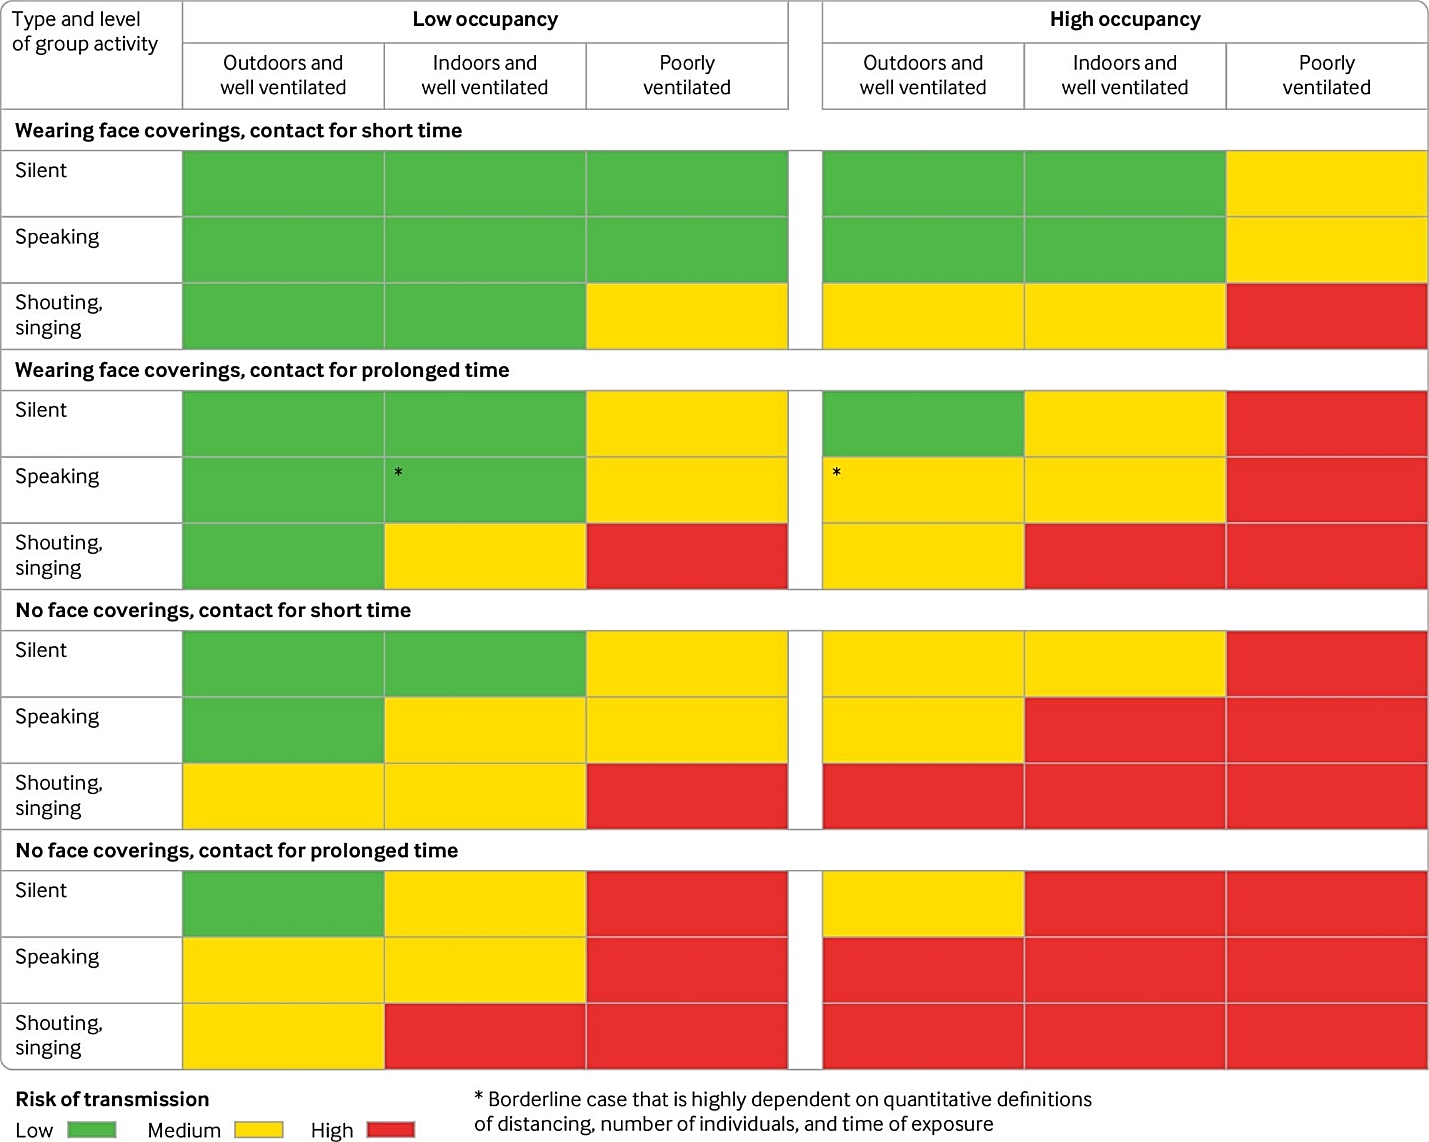 Type and level
of group activity
Low occupancy
High occupancy
Outdoors and
well ventilated
Indoors and
well ventilated
Poorly
ventilated
Outdoors and
well ventilated
Indoors and
well ventilated
Poorly
ventilated
Wearing face coverings, contact for short time
Silent
Speaking
Shouting,
singing
Wearing face coverings, contact for prolonged time
Silent
Speaking
*
*
Shouting,
singing
No face coverings, contact for short time
Silent
Speaking
Shouting,
singing
No face coverings, contact for prolonged time
Silent
Speaking
Shouting,
singing
Risk of transmission
Low
Medium
High
* Borderline case that is highly dependent on quantitative definitions
of distancing, number of individuals, and time of exposure